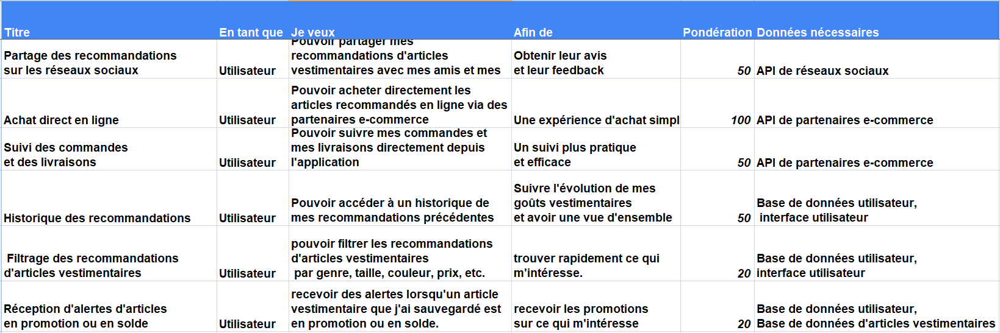 Titre
En tant que
Je veux
Afin de
Pondération
Données nécessaires
Partage des recommandations
sur les réseaux sociaux
Utilisateur
Pouvoir partager mes
recommandations d'articles
vestimentaires avec mes amis et mes
Obtenir leur avis
et leur feedback
50
API de réseaux sociaux
Achat direct en ligne
Utilisateur
Pouvoir acheter directement les
articles recommandés en ligne via des
partenaires e-commerce
Une expérience d'achat simpl
100
API de partenaires e-commerce
Suivi des commandes
et des livraisons
Utilisateur
Pouvoir suivre mes commandes et
mes livraisons directement depuis
l'application
Un suivi plus pratique
et efficace
50
API de partenaires e-commerce
Historique des recommandations
Utilisateur
Pouvoir accéder à un historique de
mes recommandations précédentes
Suivre l'évolution de mes
goûts vestimentaires
et avoir une vue d'ensemble
50
Base de données utilisateur,
interface utilisateur
Filtrage des recommandations
d'articles vestimentaires
Utilisateur
pouvoir filtrer les recommandations
d'articles vestimentaires
par genre, taille, couleur, prix, etc.
trouver rapidement ce qui
m'intéresse.
20
Base de données utilisateur,
interface utilisateur
Réception d'alertes d'articles
en promotion ou en solde
Utilisateur
recevoir des alertes lorsqu'un article
vestimentaire que j'ai sauvegardé est
en promotion ou en solde.
recevoir les promotions
sur ce qui m'intéresse
20
Base de données utilisateur,
Base de données d'articles vestimentaires